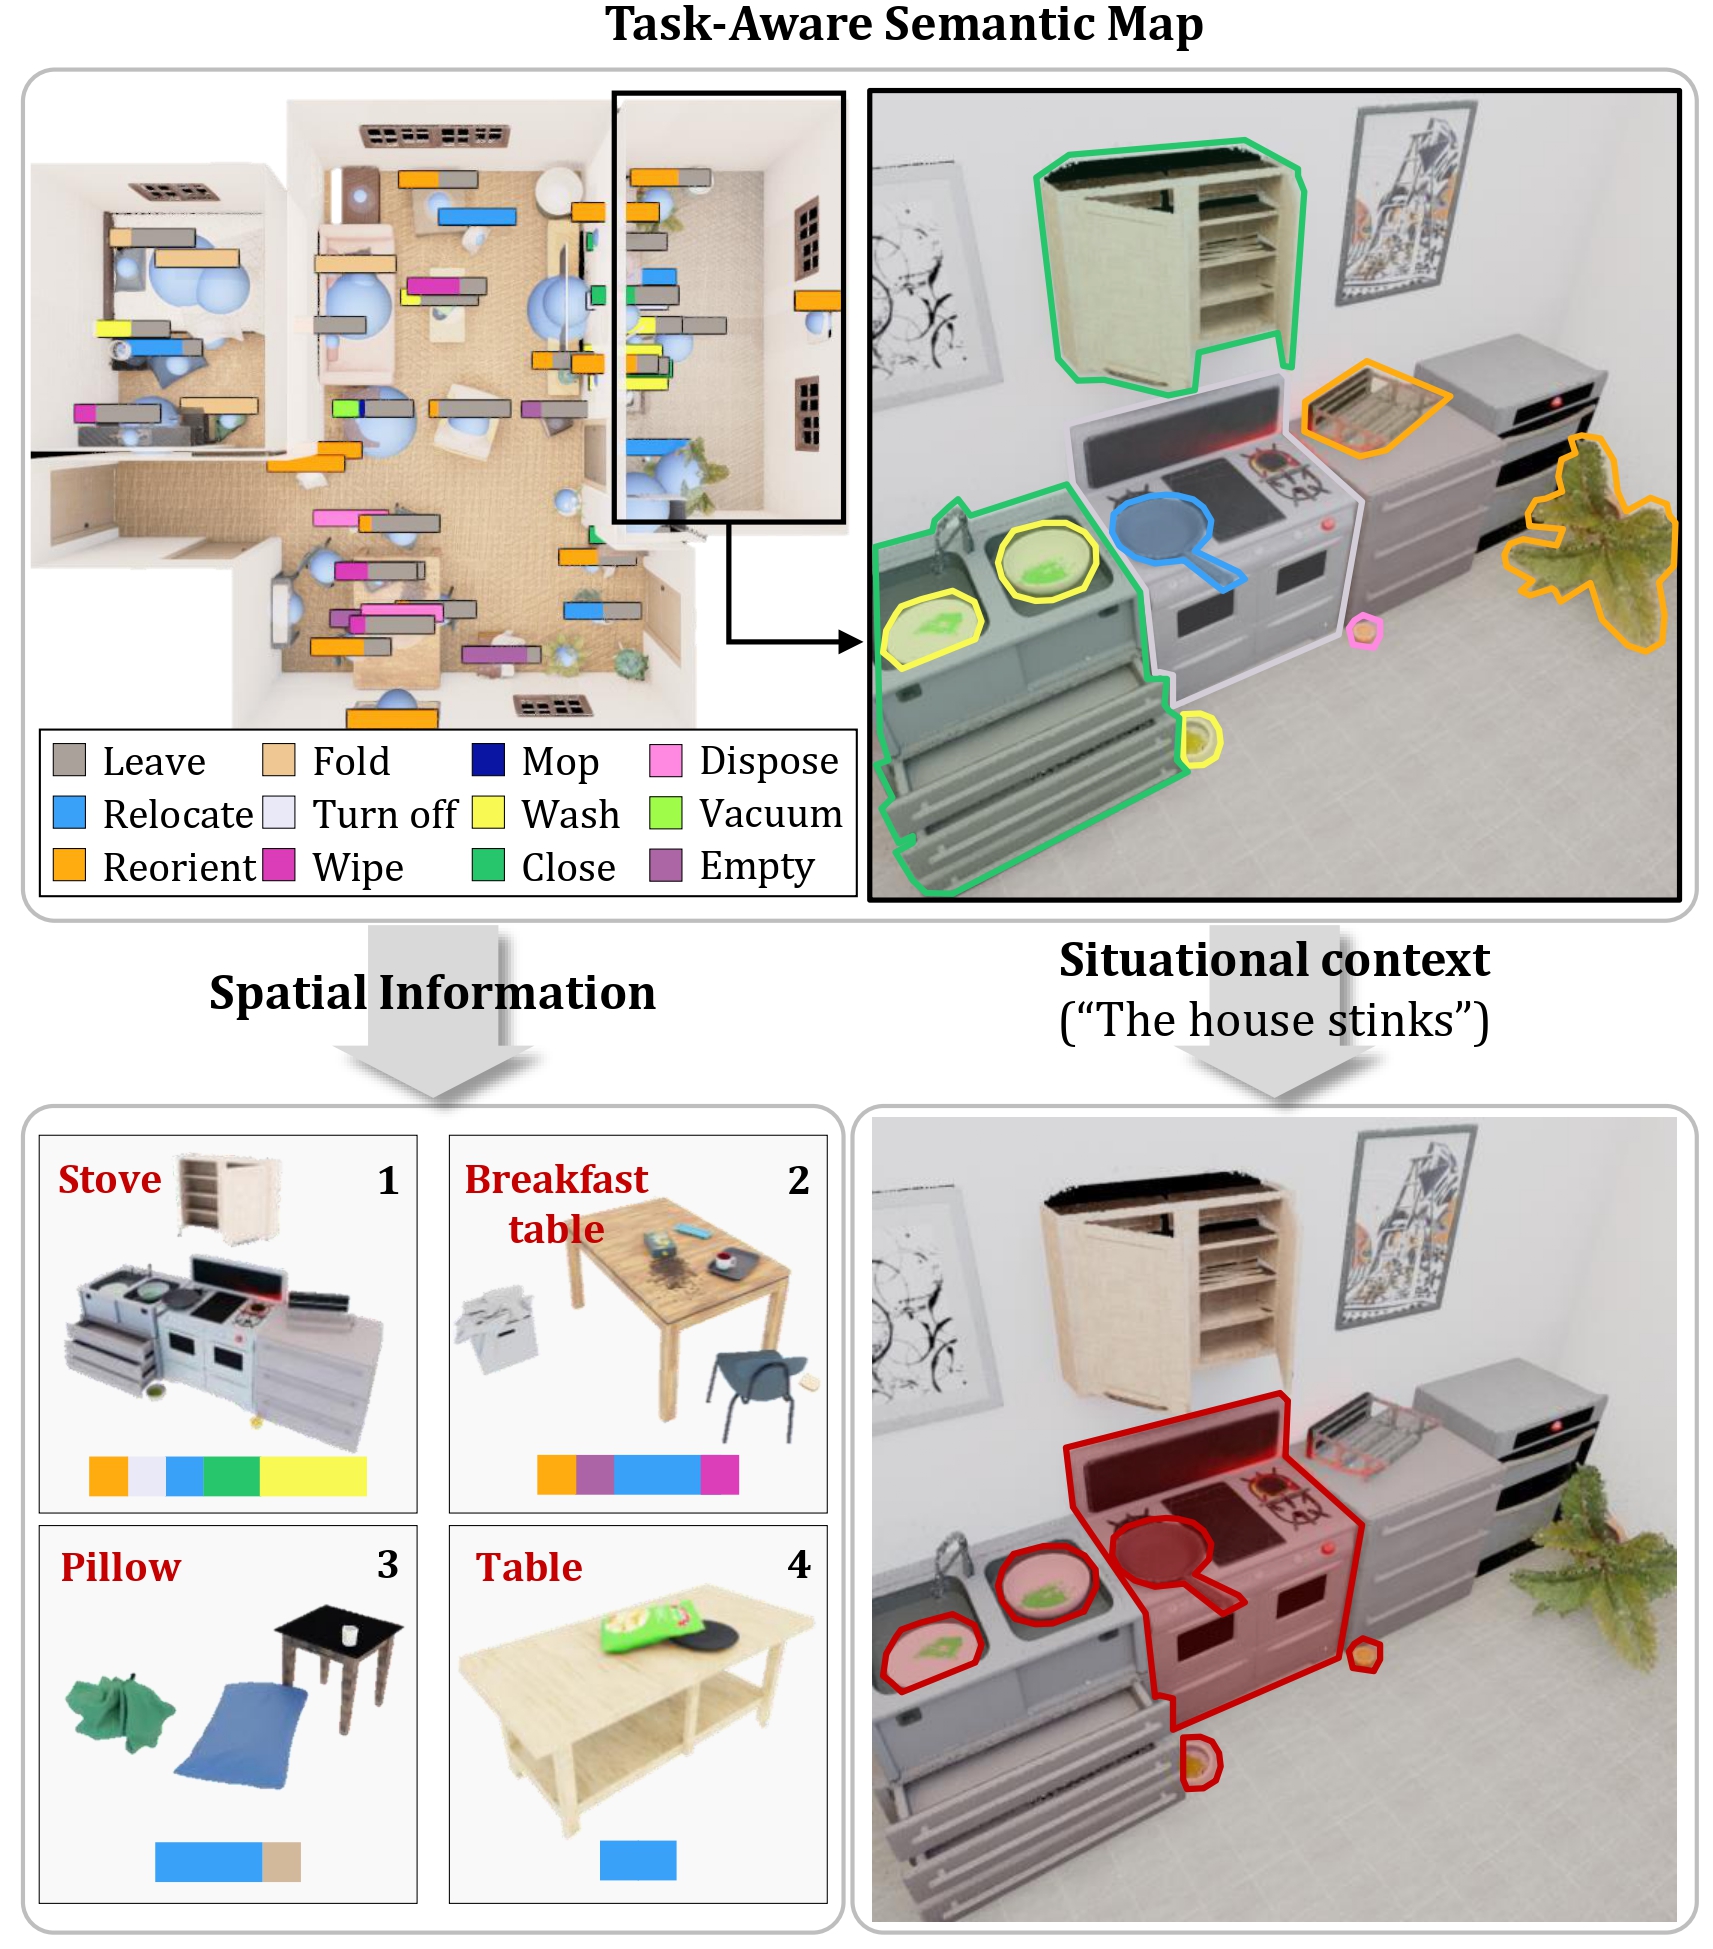 Task-Aware Semantic Map
Leave
Fold
Mop
Dispose
Relocate
Turn off
Wash
Vacuum
Reorient
Wipe
Close
Empty
Spatial Information
Situational context
(“The house stinks”)
Stove
1
Breakfast
table
2
Pillow
3
Table
4